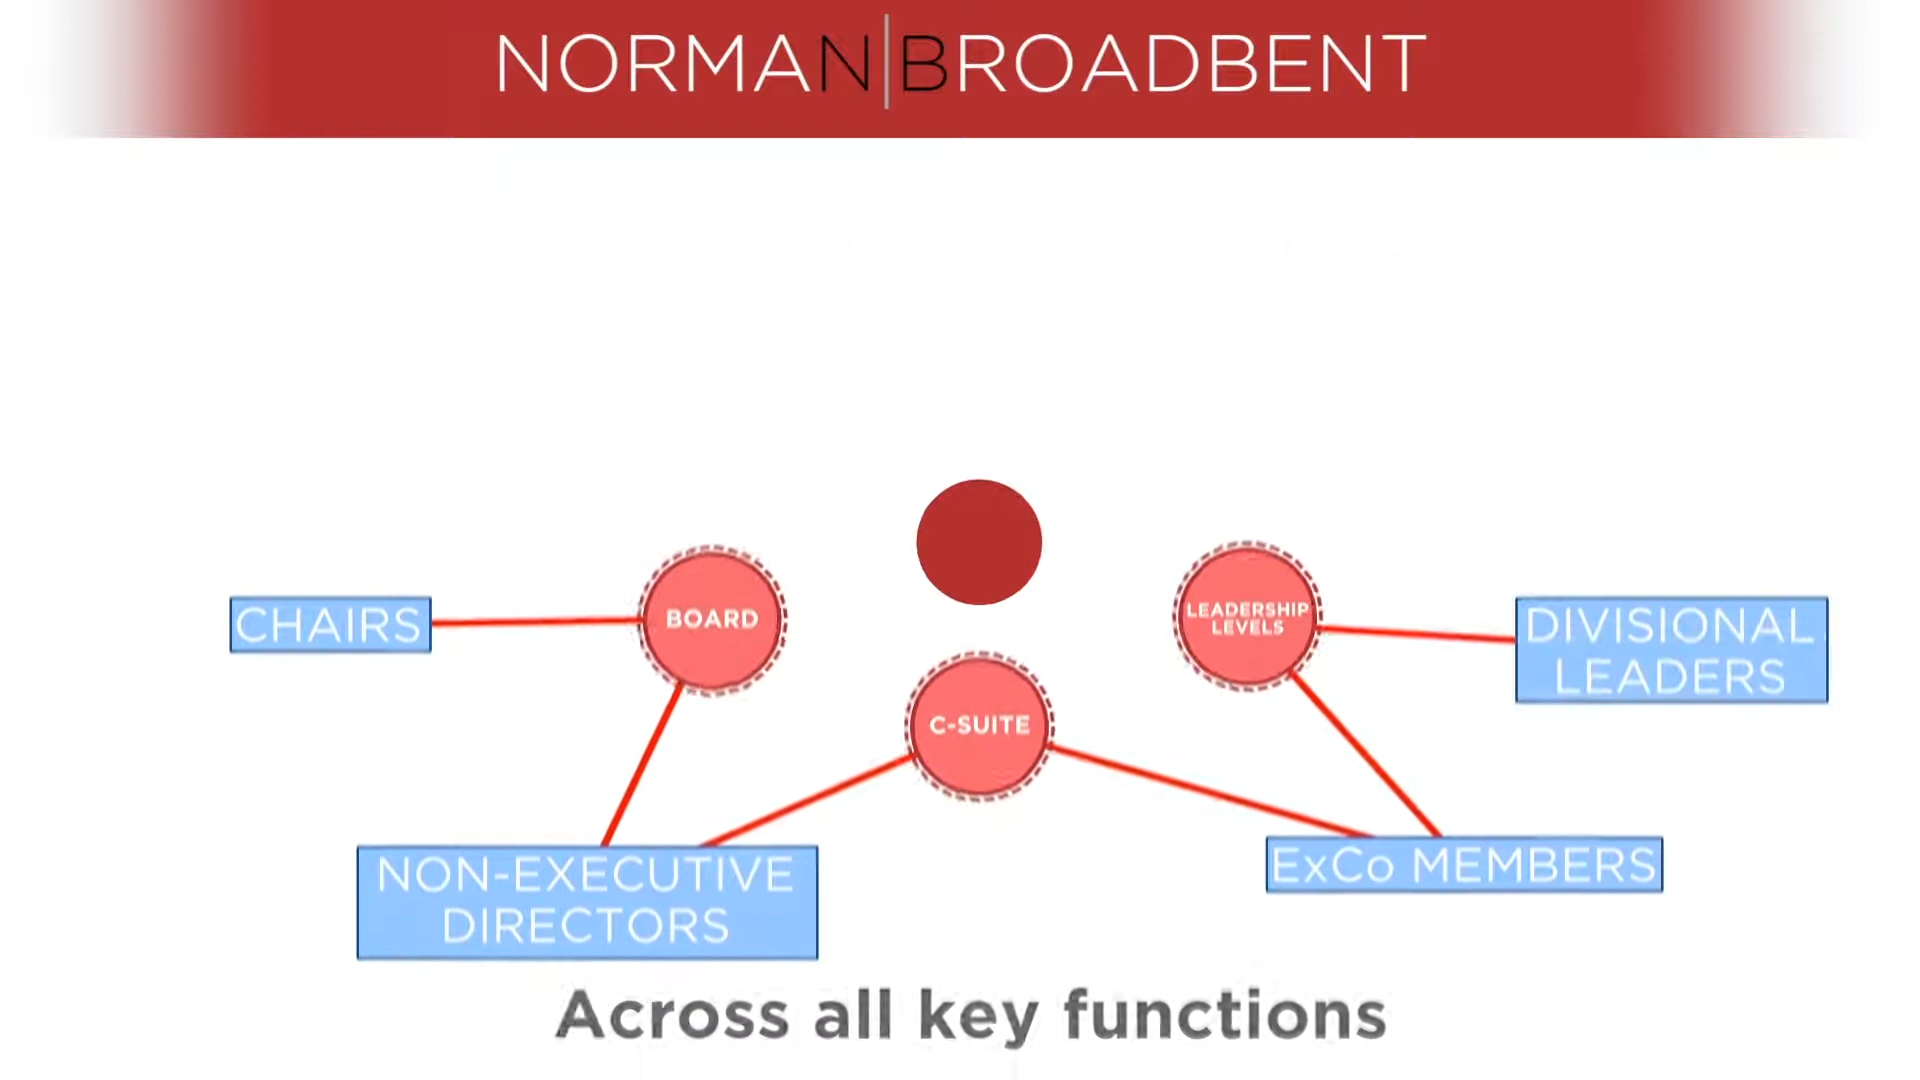 NORMAN|BROADBENT
CHAIRS
BOARD
LEADERSHIP
LEVELS
DIVISIONAL
LEADERS
C-SUITE
NON-EXECUTIVE
DIRECTORS
ExCo MEMBERS
Across all key functions